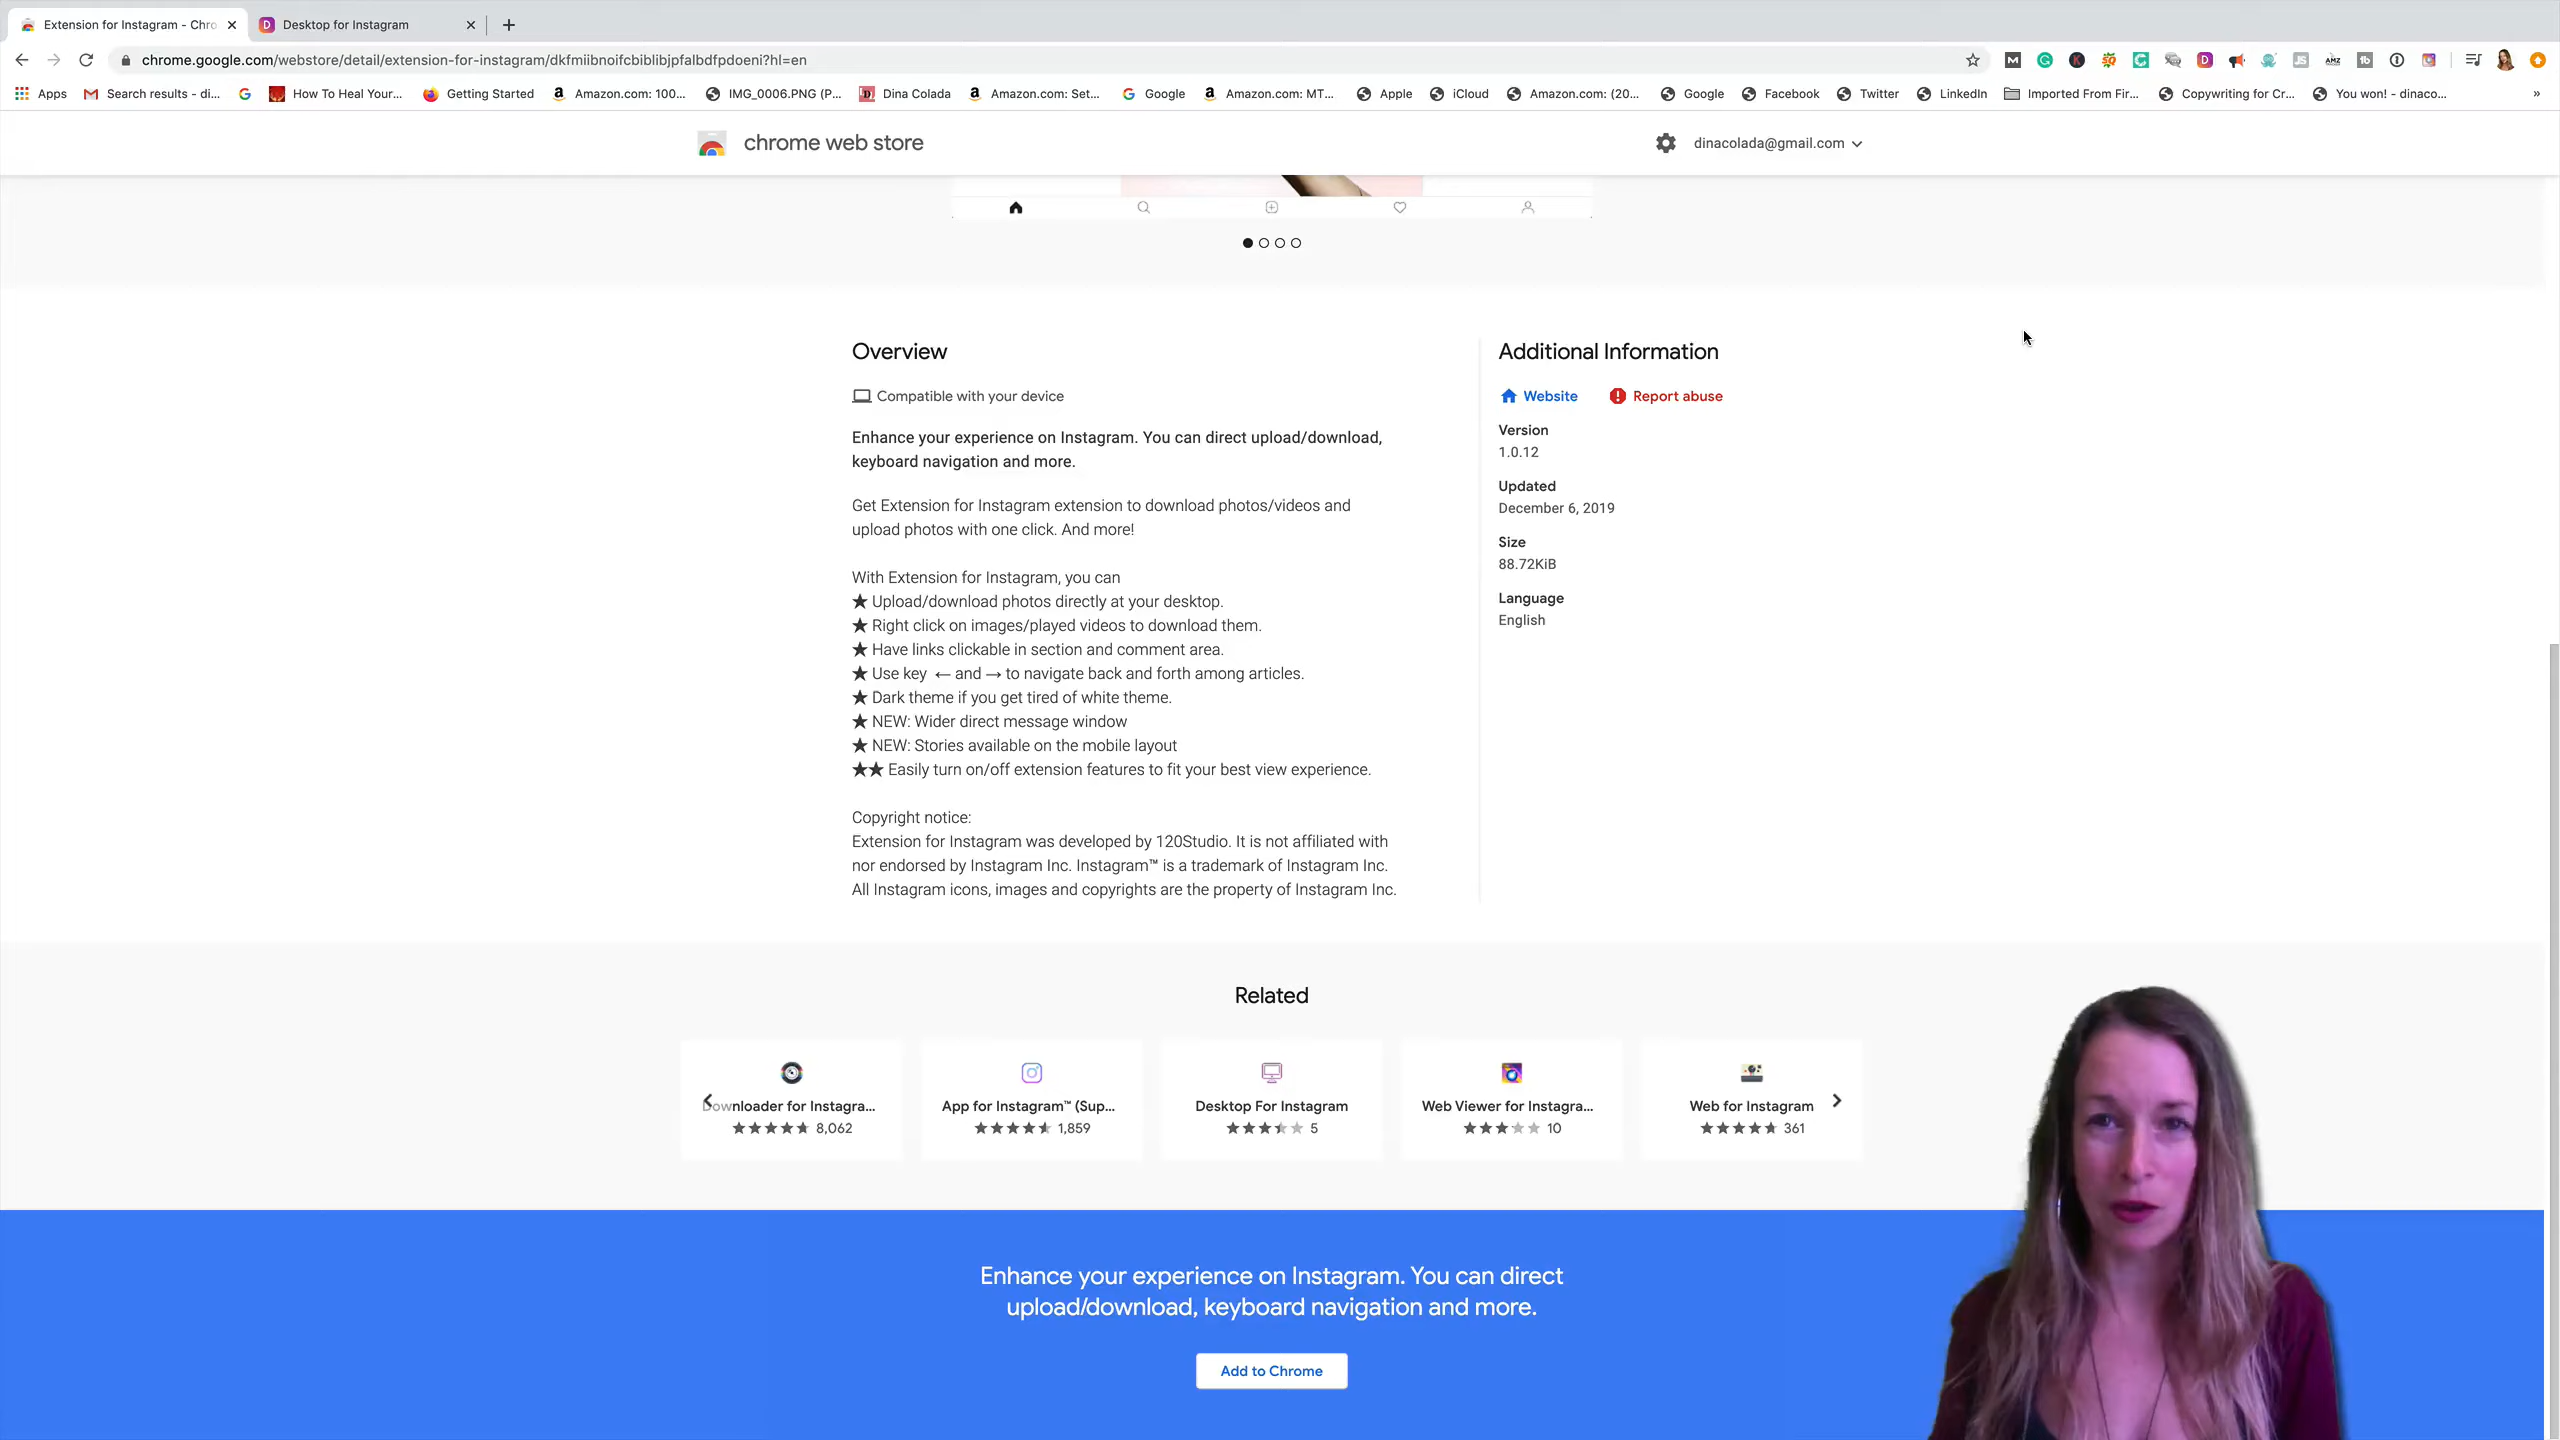 Extension for Instagram - Chro
Desktop for Instagram
chrome.google.com/webstore/detail/extension-for-instagram/dkfmiibnoifcbiblibjpfalbdfpdoeni?hl=en
Apps
Search results - di...
How To Heal Your...
Getting Started
Amazon.com: 100...
IMG_0006.PNG (P...
Dina Colada
Amazon.com: Set...
Google
Amazon.com: MT...
Apple
iCloud
Amazon.com: (20...
Google
Facebook
Twitter
LinkedIn
Imported From Fir...
Copywriting for Cr...
You won! - dinaco...
»
chrome web store
dinacolada@gmail.com
Overview
Compatible with your device
Enhance your experience on Instagram. You can direct upload/download,
keyboard navigation and more.
Get Extension for Instagram extension to download photos/videos and
upload photos with one click. And more!
With Extension for Instagram, you can
★ Upload/download photos directly at your desktop.
★ Right click on images/played videos to download them.
★ Have links clickable in section and comment area.
★ Use key ← and → to navigate back and forth among articles.
★ Dark theme if you get tired of white theme.
★ NEW: Wider direct message window
★ NEW: Stories available on the mobile layout
★★ Easily turn on/off extension features to fit your best view experience.
Copyright notice:
Extension for Instagram was developed by 120Studio. It is not affiliated with
nor endorsed by Instagram Inc. Instagram™ is a trademark of Instagram Inc.
All Instagram icons, images and copyrights are the property of Instagram Inc.
Additional Information
Website
Report abuse
Version
1.0.12
Updated
December 6, 2019
Size
88.72KiB
Language
English
Related
Downloader for Instagra...
8,062
App for Instagram™ (Sup...
1,859
Desktop For Instagram
5
Web Viewer for Instagra...
10
Web for Instagram
361
Enhance your experience on Instagram. You can direct
upload/download, keyboard navigation and more.
Add to Chrome